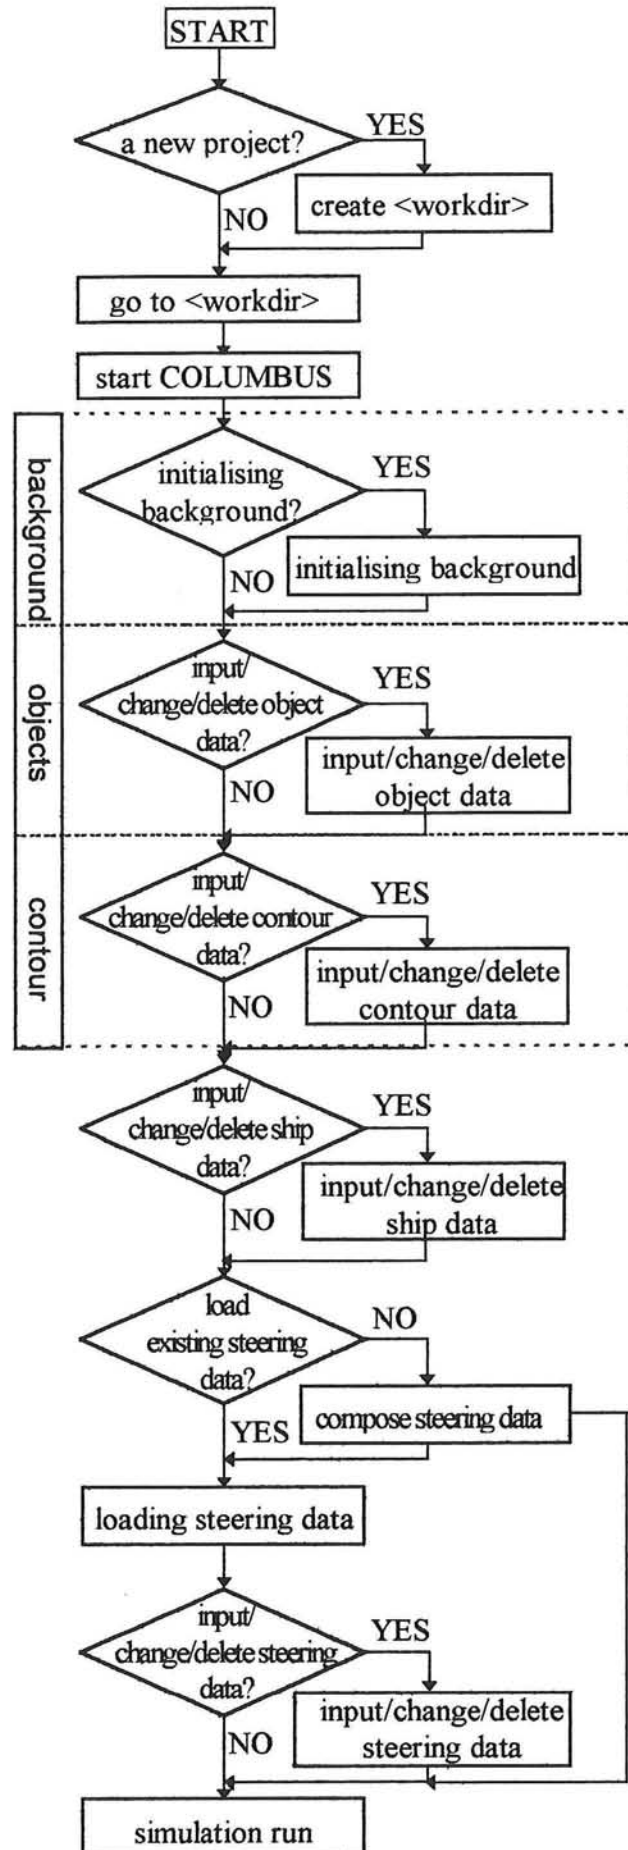 START
a new project?
YES
create <workdir>
NO
go to <workdir>
start COLUMBUS
background
initialising
background?
YES
initialising background
NO
objects
input/
change/delete object
data?
YES
input/change/delete
object data
NO
contour
input/
change/delete contour
data?
YES
input/change/delete
contour data
NO
input/
change/delete ship
data?
YES
input/change/delete
ship data
NO
load
existing steering
data?
NO
compose steering data
YES
loading steering data
input/
change/delete steering
data?
YES
input/change/delete
steering data
NO
simulation run